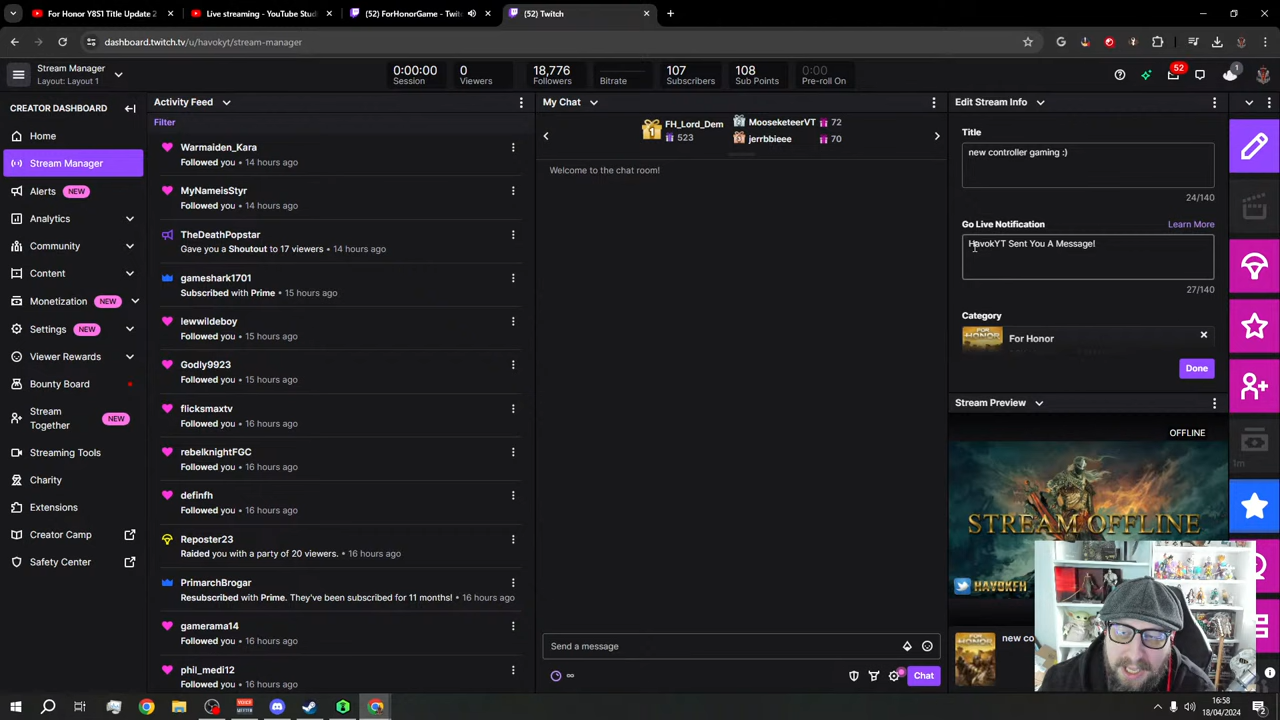 For Honor Y8S1 Title Update 2
Live streaming - YouTube Studio
(52) ForHonorGame - Twitch
(52) Twitch
dashboard.twitch.tv/u/havokyt/stream-manager
Stream Manager
Layout: Layout 1
0:00:00
Session
0
Viewers
18,776
Followers
Bitrate
107
Subscribers
108
Sub Points
0:00
Pre-roll On
52
1
CREATOR DASHBOARD
Home
Stream Manager
Alerts NEW
Analytics
Community
Content
Monetization NEW
Settings NEW
Viewer Rewards
Bounty Board
Stream Together NEW
Streaming Tools
Charity
Extensions
Creator Camp
Safety Center
Activity Feed
Filter
Warmaiden_Kara
Followed you • 14 hours ago
MyNameisStyr
Followed you • 14 hours ago
TheDeathPopstar
Gave you a Shoutout to 17 viewers • 14 hours ago
gameshark1701
Subscribed with Prime • 15 hours ago
lewwildeboy
Followed you • 15 hours ago
Godly9923
Followed you • 15 hours ago
flicksmaxtv
Followed you • 16 hours ago
rebelknightFGC
Followed you • 16 hours ago
definfh
Followed you • 16 hours ago
Reposter23
Raided you with a party of 20 viewers. • 16 hours ago
PrimarchBrogar
Resubscribed with Prime. They've been subscribed for 11 months! • 16 hours ago
gamerama14
Followed you • 16 hours ago
phil_medi12
Followed you • 16 hours ago
My Chat
1 FH_Lord_Dem
523
MooseketeerVT 72
jerrbbieee 70
Welcome to the chat room!
Send a message
Chat
Edit Stream Info
Title
new controller gaming :)
24/140
Go Live Notification
Learn More
HavokYT Sent You A Message!
27/140
Category
For Honor
Done
Stream Preview
OFFLINE
STREAM OFFLINE
HAVOKFH
new co
1m
16:58
18/04/2024
2